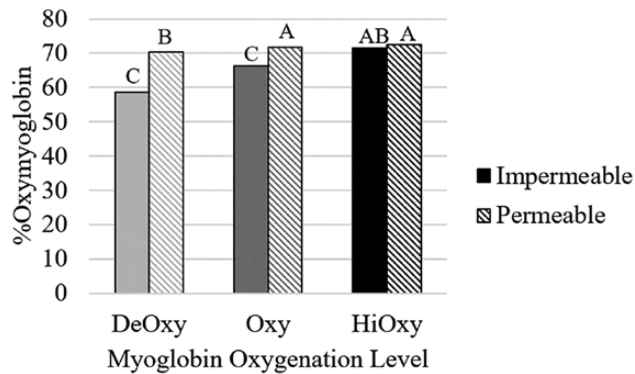 80
70
60
50
40
30
20
10
0
%Oxymyoglobin
C
B
C
A
AB
A
DeOxy
Oxy
HiOxy
Myoglobin Oxygenation Level
Impermeable
Permeable